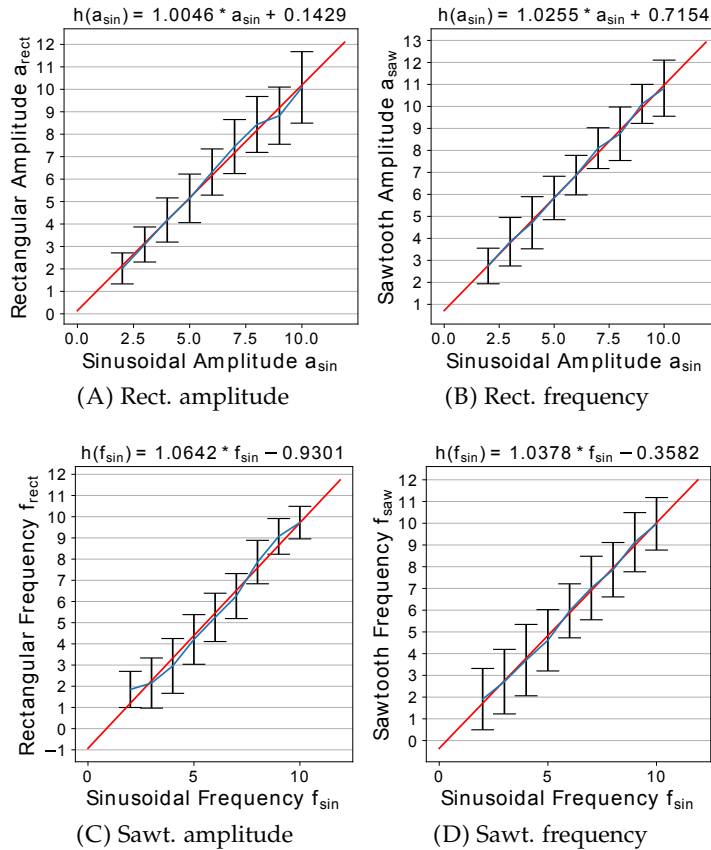 h(a_sin) = 1.0046 * a_sin + 0.1429
12
11
10
9
8
7
6
5
4
3
2
1
0
Rectangular Amplitude a_rect
0.0 2.5 5.0 7.5 10.0
Sinusoidal Amplitude a_sin
(A) Rect. amplitude
h(a_sin) = 1.0255 * a_sin + 0.7154
13
12
11
10
9
8
7
6
5
4
3
2
1
Sawtooth Amplitude a_saw
0.0 2.5 5.0 7.5 10.0
Sinusoidal Amplitude a_sin
(B) Rect. frequency
h(f_sin) = 1.0642 * f_sin − 0.9301
12
11
10
9
8
7
6
5
4
3
2
1
0
−1
Rectangular Frequency f_rect
0 5 10
Sinusoidal Frequency f_sin
(C) Sawt. amplitude
h(f_sin) = 1.0378 * f_sin − 0.3582
12
11
10
9
8
7
6
5
4
3
2
1
0
Sawtooth Frequency f_saw
0 5 10
Sinusoidal Frequency f_sin
(D) Sawt. frequency